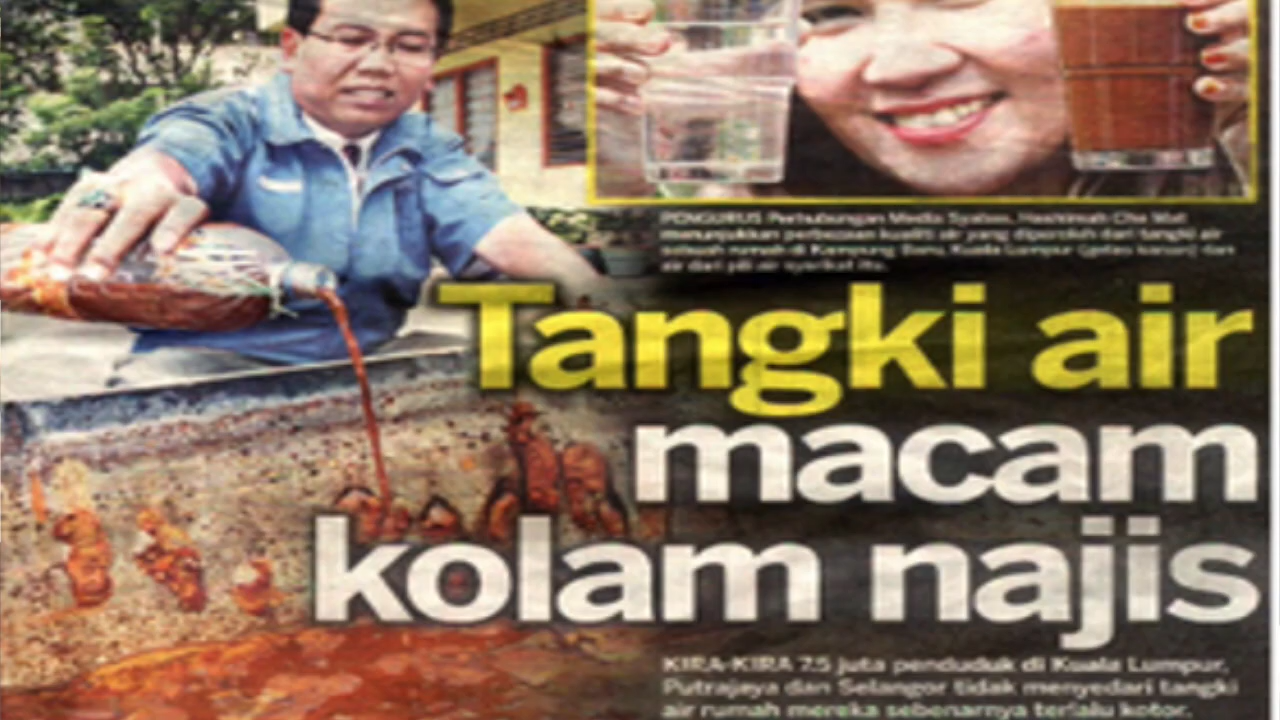 PENGURUS Perhubungan Media Syabas, Hashimah Che Mat
menunjukkan perbezaan kualiti air yang diperoleh dari tangki air
sebuah rumah di Kampung Baru, Kuala Lumpur (gelas kanan) dan
air dari pili air syarikat itu.
Tangki air
macam
kolam najis
KIRA-KIRA 7.5 juta penduduk di Kuala Lumpur,
Putrajaya dan Selangor tidak menyedari tangki
air rumah mereka sebenarnya terlalu kotor.